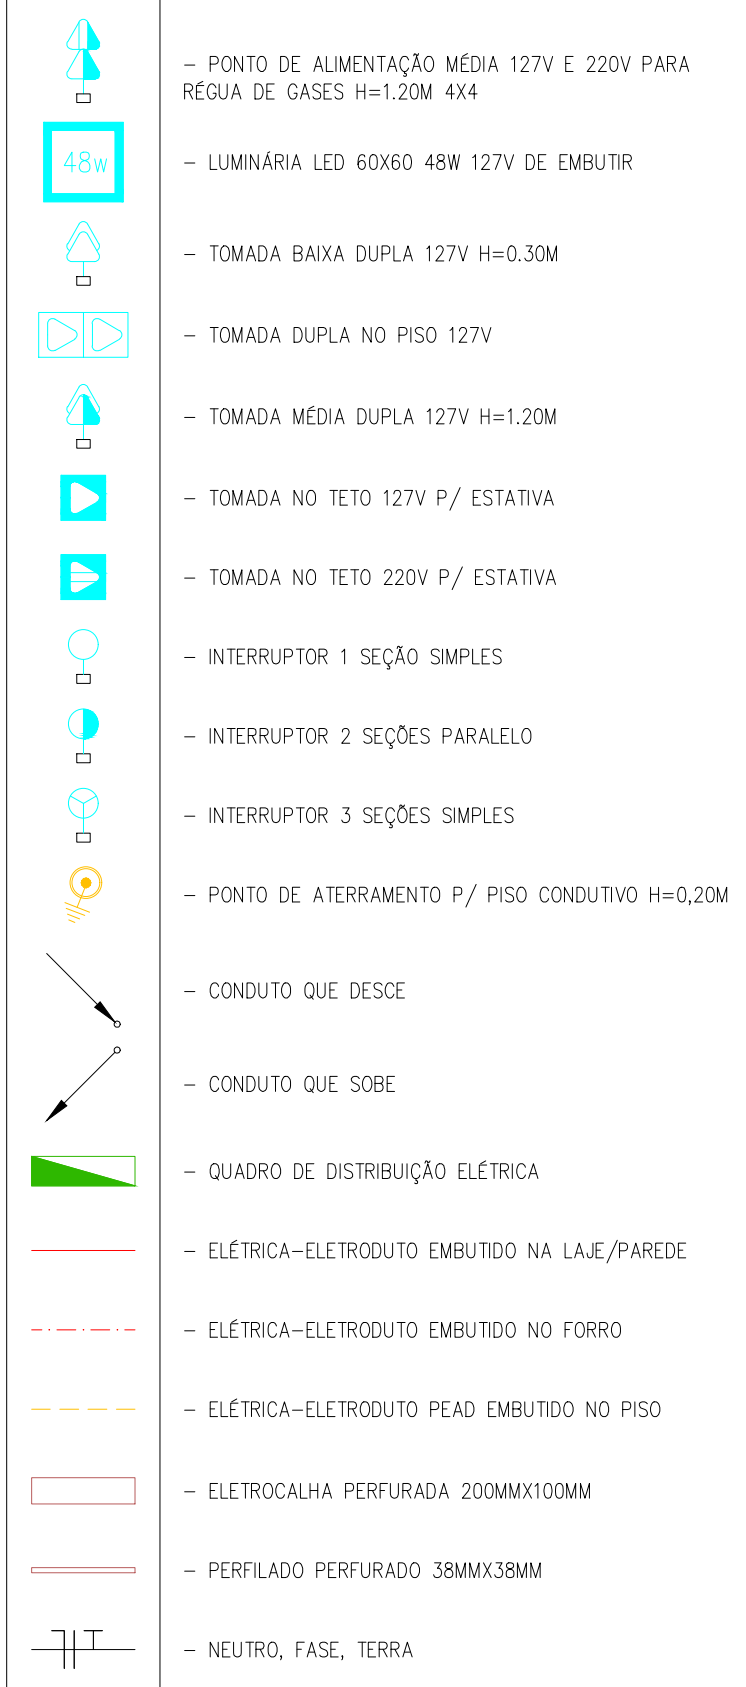 - PONTO DE ALIMENTAÇÃO MÉDIA 127V E 220V PARA
RÉGUA DE GASES H=1.20M 4X4
48w
- LUMINÁRIA LED 60X60 48W 127V DE EMBUTIR
- TOMADA BAIXA DUPLA 127V H=0.30M
- TOMADA DUPLA NO PISO 127V
- TOMADA MÉDIA DUPLA 127V H=1.20M
- TOMADA NO TETO 127V P/ ESTATIVA
- TOMADA NO TETO 220V P/ ESTATIVA
- INTERRUPTOR 1 SEÇÃO SIMPLES
- INTERRUPTOR 2 SEÇÕES PARALELO
- INTERRUPTOR 3 SEÇÕES SIMPLES
- PONTO DE ATERRAMENTO P/ PISO CONDUTIVO H=0,20M
- CONDUTO QUE DESCE
- CONDUTO QUE SOBE
- QUADRO DE DISTRIBUIÇÃO ELÉTRICA
- ELÉTRICA-ELETRODUTO EMBUTIDO NA LAJE/PAREDE
- ELÉTRICA-ELETRODUTO EMBUTIDO NO FORRO
- ELÉTRICA-ELETRODUTO PEAD EMBUTIDO NO PISO
- ELETROCALHA PERFURADA 200MMX100MM
- PERFILADO PERFURADO 38MMX38MM
- NEUTRO, FASE, TERRA